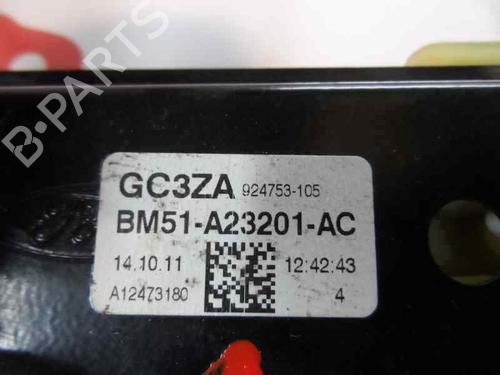 B-PARTS
GC3ZA 924753-105
BM51-A23201-AC
14.10.11 12:42:43
A12473180 4